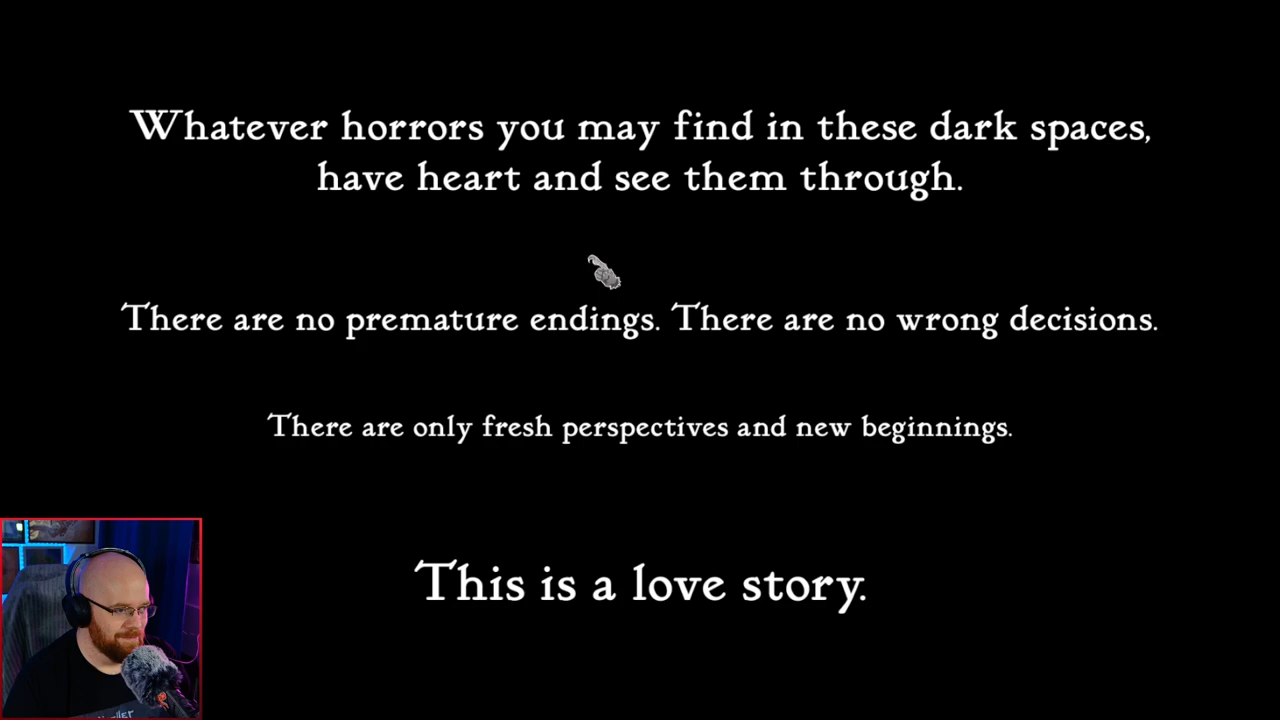 Whatever horrors you may find in these dark spaces,
have heart and see them through.
There are no premature endings. There are no wrong decisions.
There are only fresh perspectives and new beginnings.
This is a love story.